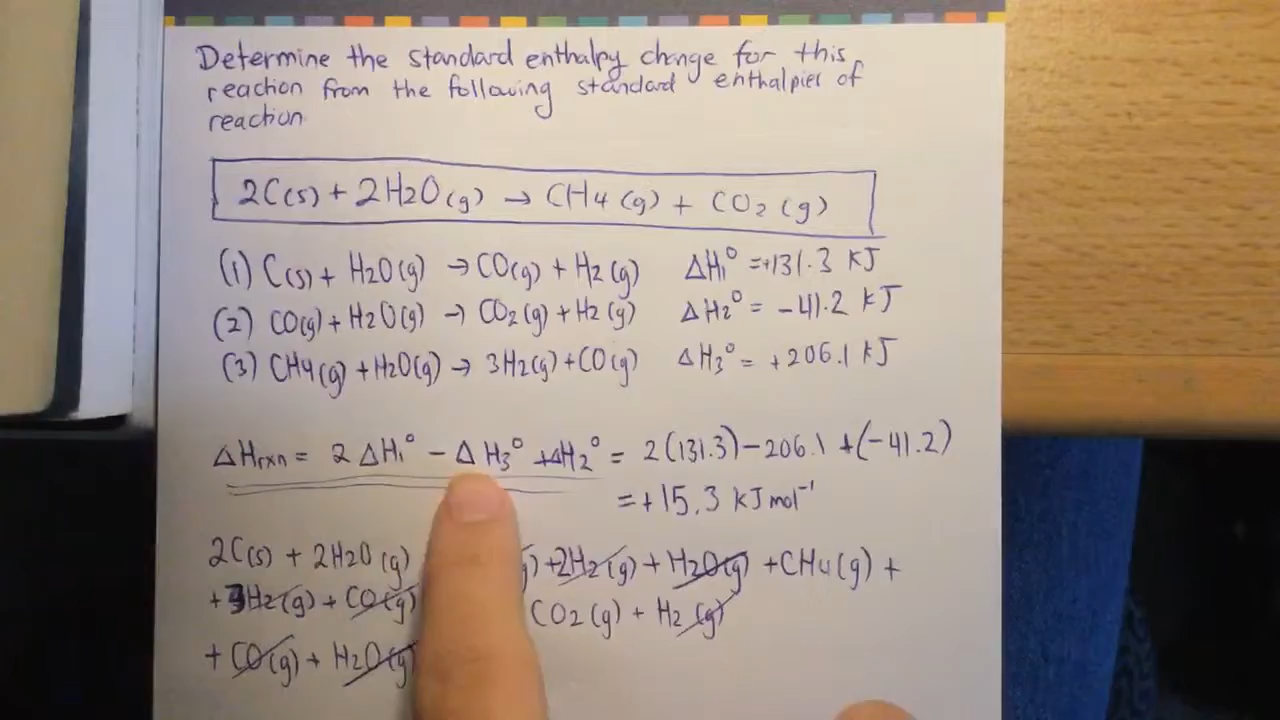 Determine the standard enthalpy change for this
reaction from the following standard enthalpies of
reaction
2C(s) + 2H2O(g) → CH4(g) + CO2(g)
(1) C(s) + H2O(g) → CO(g) + H2(g) ΔH1° = +131.3 kJ
(2) CO(g) + H2O(g) → CO2(g) + H2(g) ΔH2° = -41.2 kJ
(3) CH4(g) + H2O(g) → 3H2(g) + CO(g) ΔH3° = +206.1 kJ
ΔHrxn = 2ΔH1° - ΔH3° + ΔH2° = 2(131.3) - 206.1 + (-41.2)
= +15.3 kJ mol⁻¹
2C(s) + 2H2O(g) g) + 2H2(g) + H2O(g) + CH4(g) +
+ 3H2(g) + CO(g) CO2(g) + H2(g)
+ CO(g) + H2O(g)